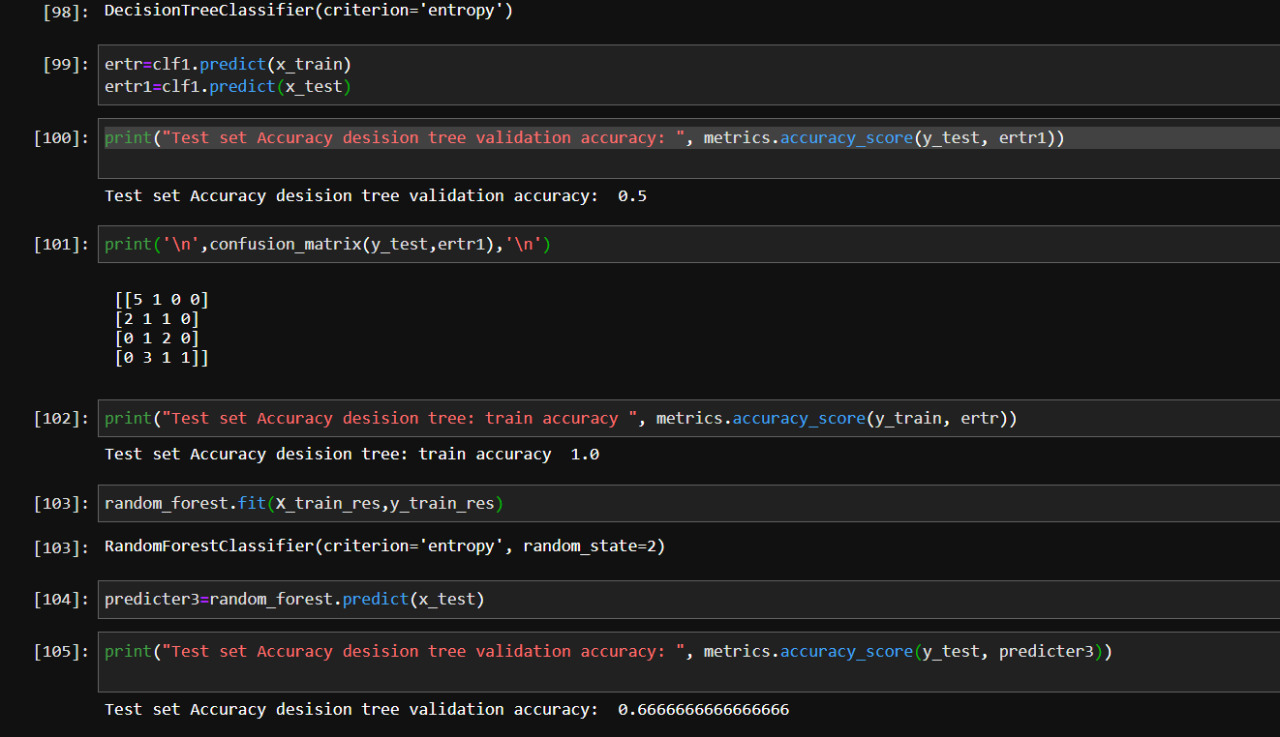 [98]: DecisionTreeClassifier(criterion='entropy')
[99]: ertr=clf1.predict(x_train)
ertr1=clf1.predict(x_test)
[100]: print("Test set Accuracy desision tree validation accuracy: ", metrics.accuracy_score(y_test, ertr1))
Test set Accuracy desision tree validation accuracy:  0.5
[101]: print('\n',confusion_matrix(y_test,ertr1),'\n')
[[5 1 0 0]
[2 1 1 0]
[0 1 2 0]
[0 3 1 1]]
[102]: print("Test set Accuracy desision tree: train accuracy ", metrics.accuracy_score(y_train, ertr))
Test set Accuracy desision tree: train accuracy  1.0
[103]: random_forest.fit(X_train_res,y_train_res)
[103]: RandomForestClassifier(criterion='entropy', random_state=2)
[104]: predicter3=random_forest.predict(x_test)
[105]: print("Test set Accuracy desision tree validation accuracy: ", metrics.accuracy_score(y_test, predicter3))
Test set Accuracy desision tree validation accuracy:  0.6666666666666666